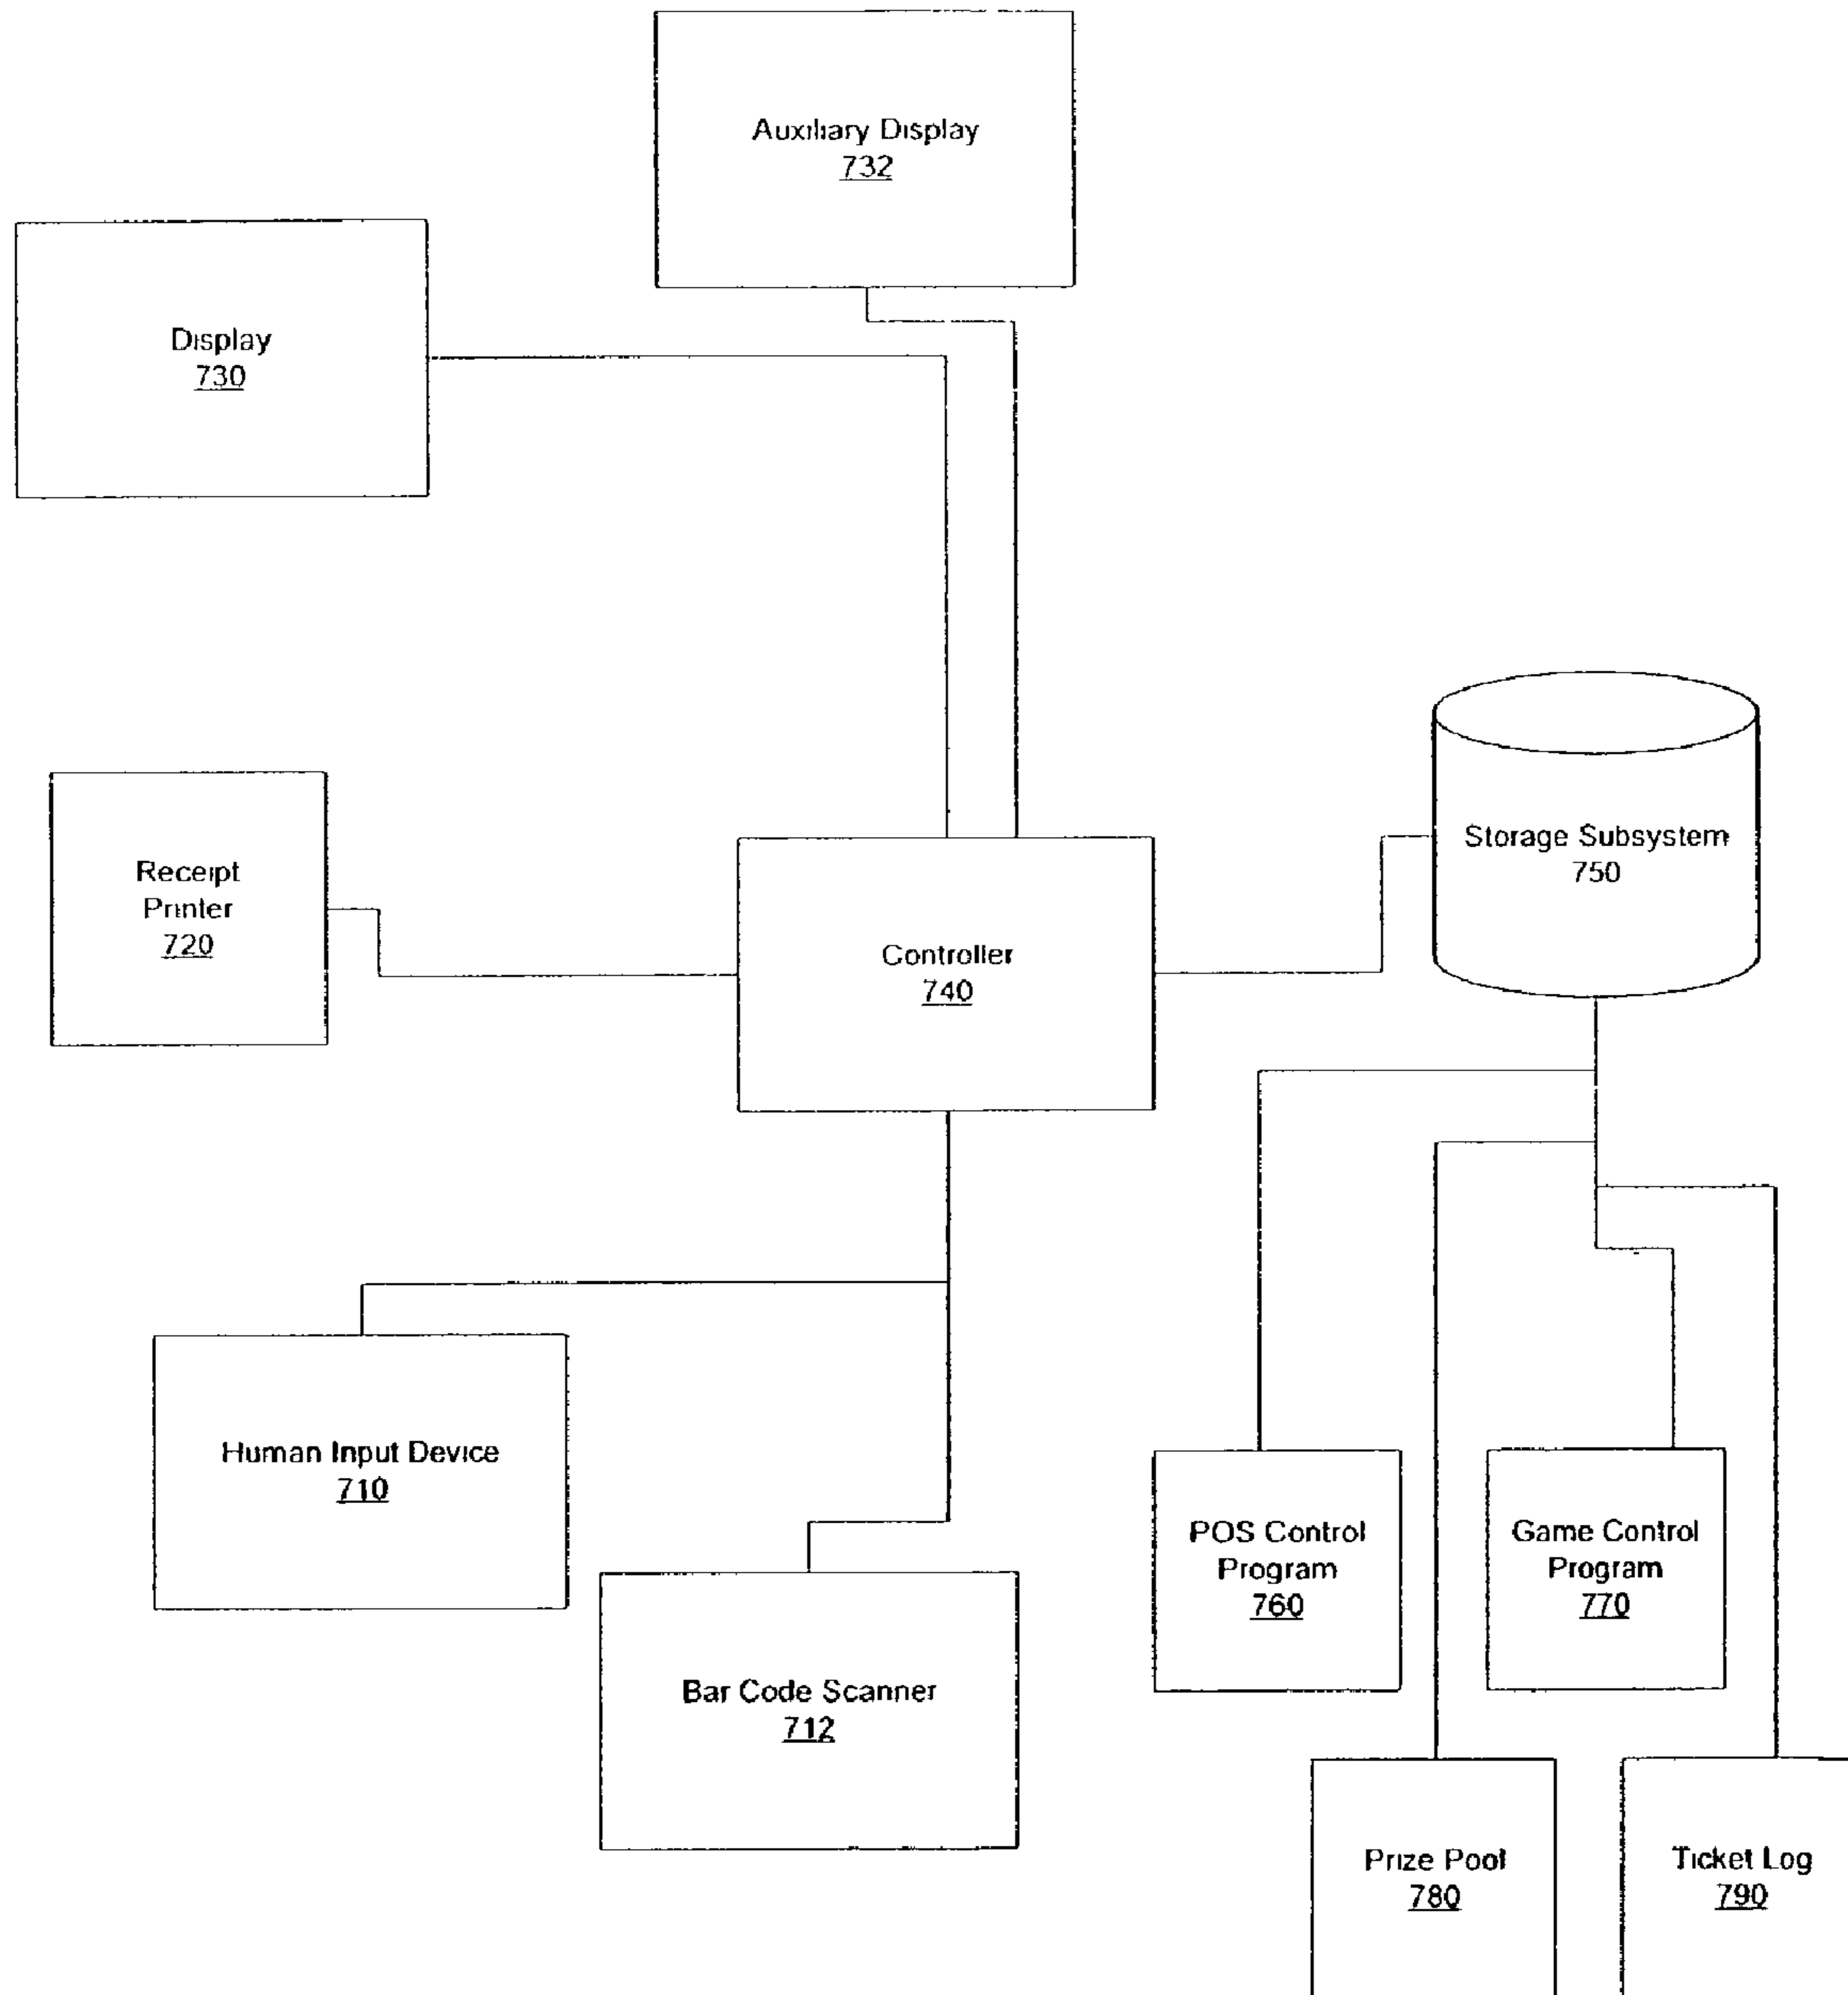 Auxiliary Display
732
Display
730
Storage Subsystem
750
Receipt
Printer
720
Controller
740
Human Input Device
710
POS Control
Program
760
Game Control
Program
770
Bar Code Scanner
712
Prize Pool
780
Ticket Log
790